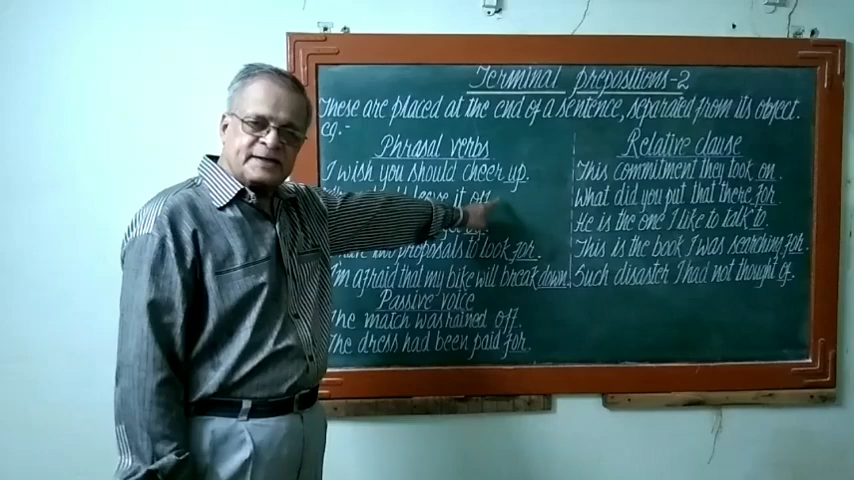 Terminal prepositions-2
These are placed at the end of a sentence, separated from its object.
eg:-
Phrasal verbs
I wish you should cheer up.
leave it on
proposals to look for.
I'm afraid that my bike will break down.
Passive voice
The match was rained off.
The dress had been paid for.
Relative clause
This commitment they took on.
What did you put that there for.
He is the one I like to talk to.
This is the book I was searching for.
Such disaster I had not thought of.